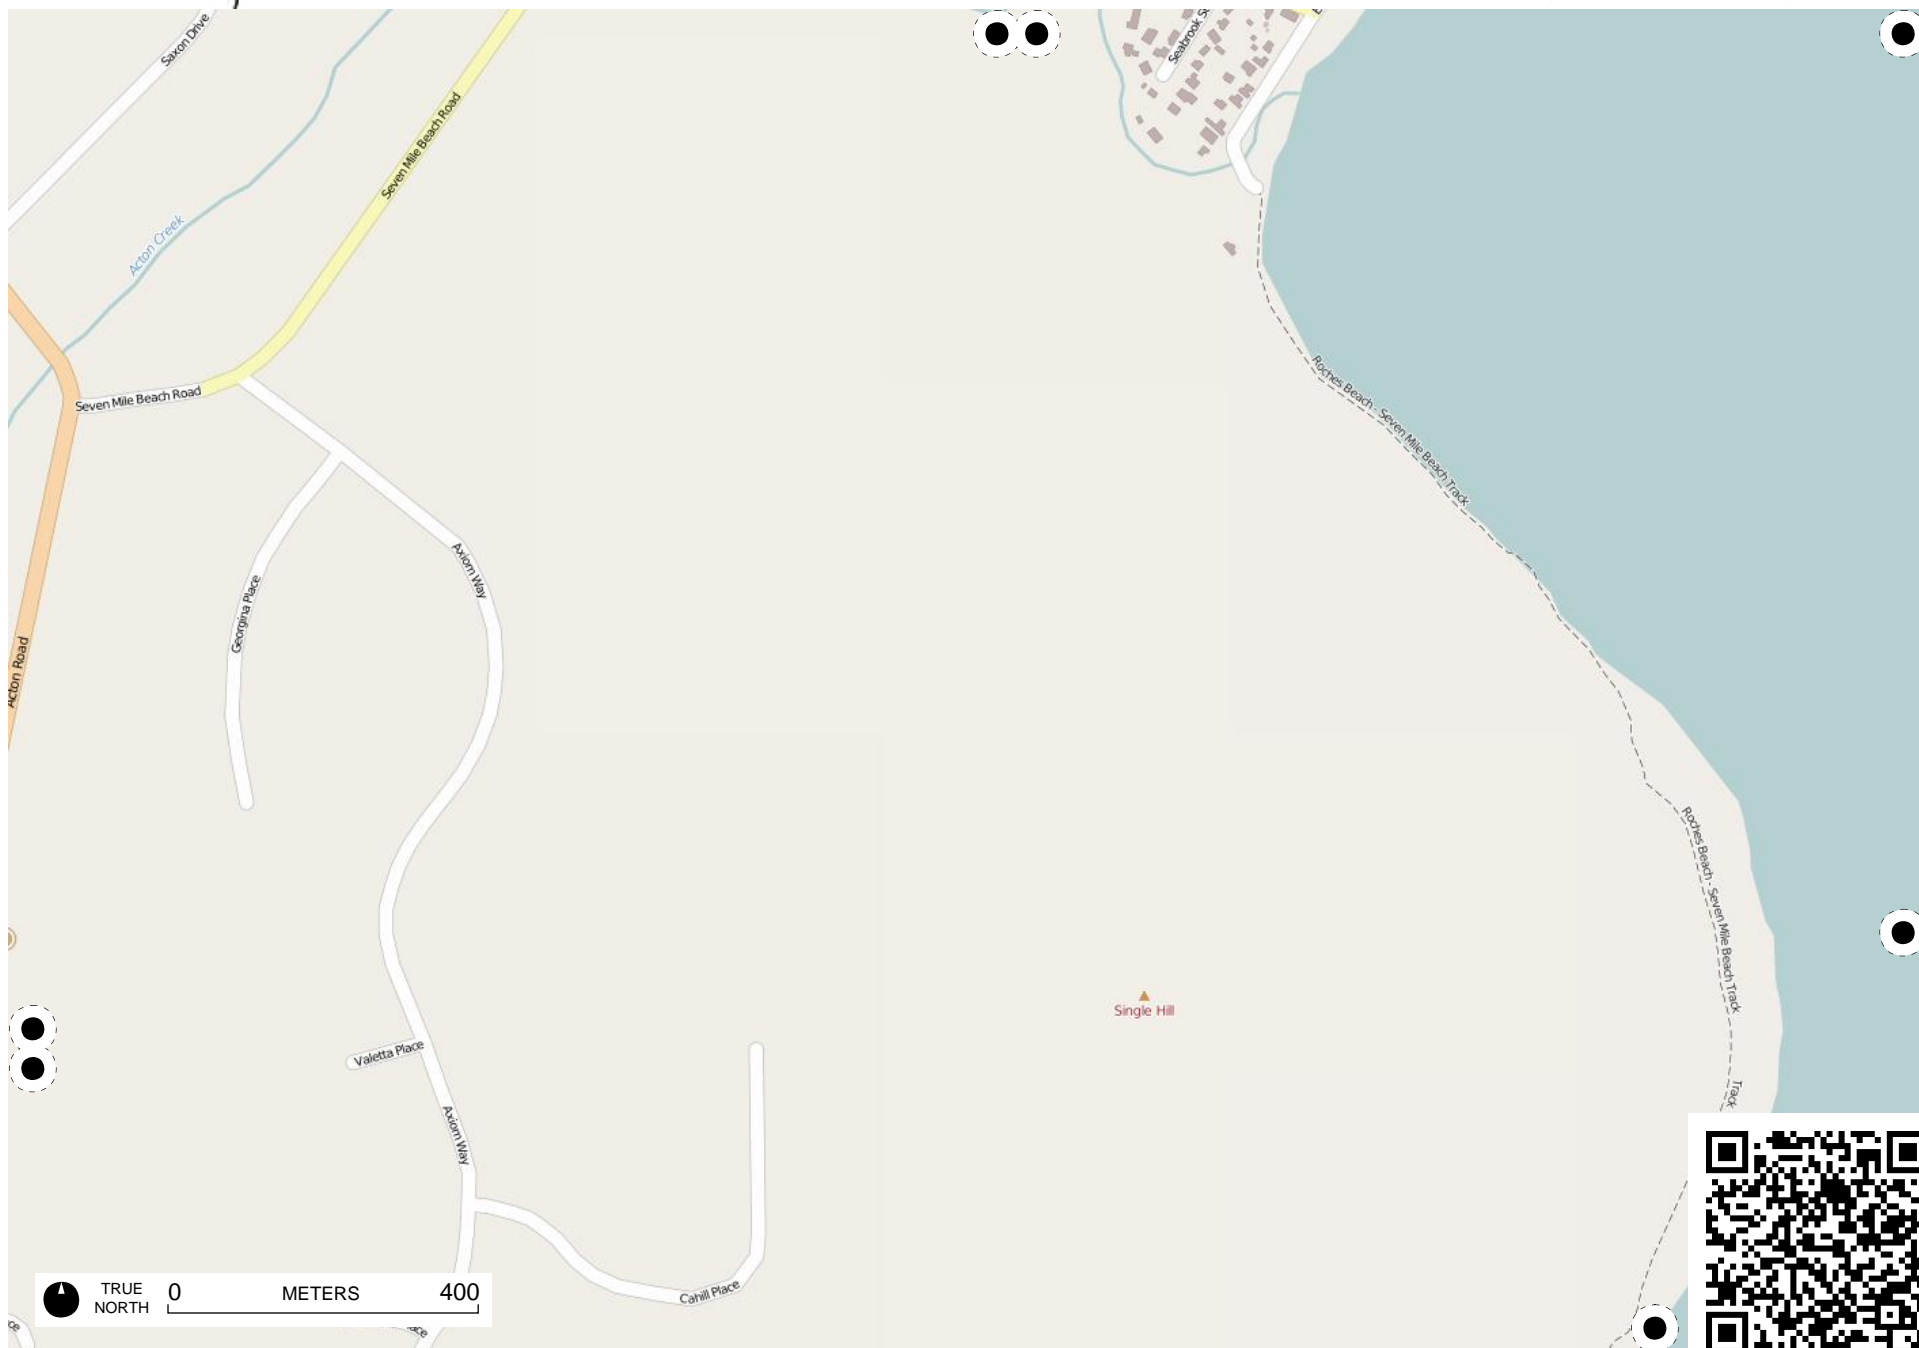 Saxon Drive
Seabrook
Seven Mile Beach Road
Acton Creek
Seven Mile Beach Road
Roches Beach - Seven Mile Beach Track
Axiom Way
Georgina Place
Acton Road
Roches Beach - Seven Mile Beach Track
Single Hill
Valetta Place
Track
Axiom Way
Cahill Place
TRUE NORTH
0 METERS 400